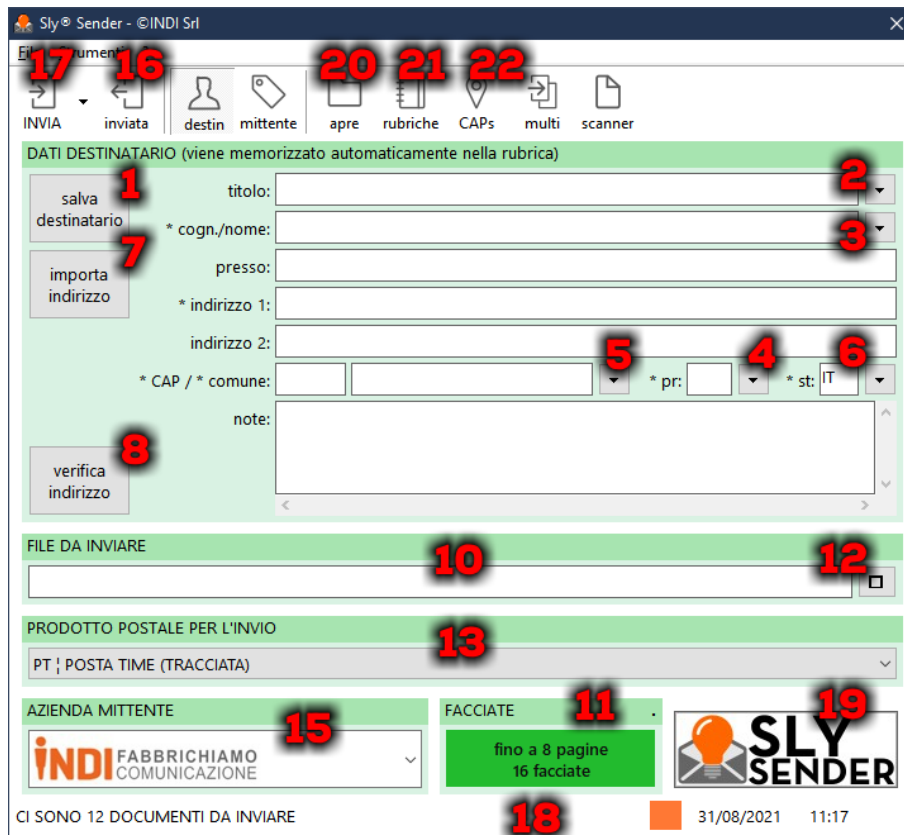 Sly® Sender - ©INDI Srl
17 16 20 21 22
INVIA inviata destin mittente apre rubriche CAPs multi scanner
DATI DESTINATARIO (viene memorizzato automaticamente nella rubrica)
1
salva
destinatario
titolo: 2
* cogn./nome: 3
7
importa
indirizzo
presso:
* indirizzo 1:
indirizzo 2:
* CAP / * comune: 5 * pr: 4 * st: IT 6
note:
8
verifica
indirizzo
FILE DA INVIARE
10 12
PRODOTTO POSTALE PER L'INVIO
13
PT ¦ POSTA TIME (TRACCIATA)
AZIENDA MITTENTE
15
INDI FABBRICHIAMO
COMUNICAZIONE
FACCIATE 11 .
fino a 8 pagine
16 facciate
19
SLY
SENDER
CI SONO 12 DOCUMENTI DA INVIARE 18 31/08/2021 11:17